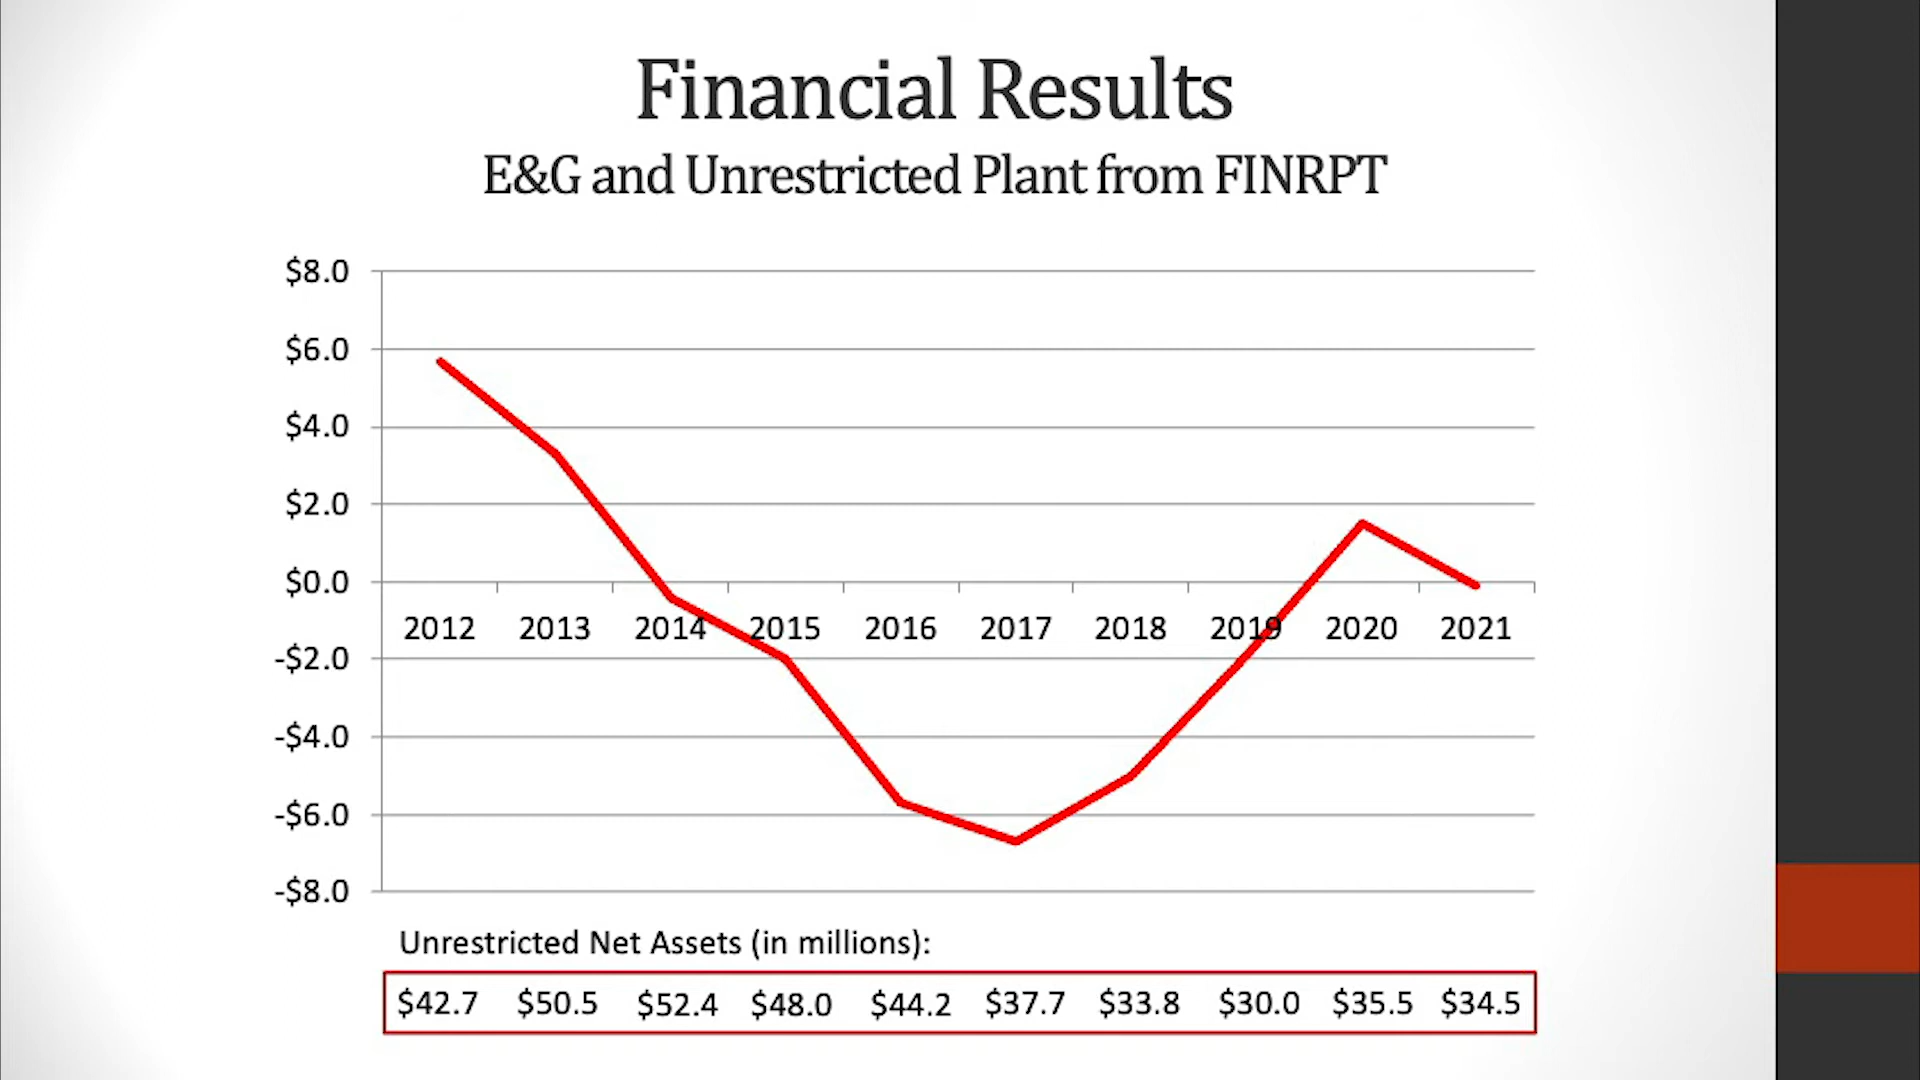 Financial Results
E&G and Unrestricted Plant from FINRPT
$8.0
$6.0
$4.0
$2.0
$0.0
2012 2013 2014 2015 2016 2017 2018 2019 2020 2021
-$2.0
-$4.0
-$6.0
-$8.0
Unrestricted Net Assets (in millions):
$42.7 $50.5 $52.4 $48.0 $44.2 $37.7 $33.8 $30.0 $35.5 $34.5